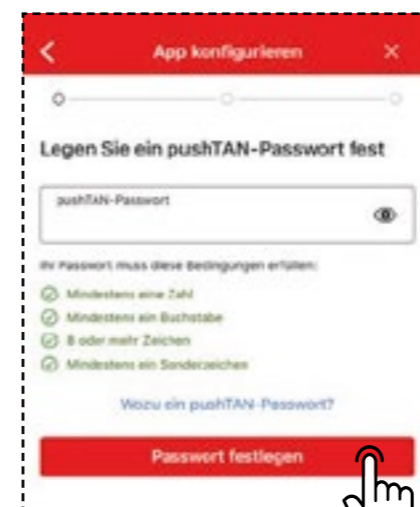 App konfigurieren
Legen Sie ein pushTAN-Passwort fest
pushTAN-Passwort
Ihr Passwort muss diese Bedingungen erfüllen:
Mindestens eine Zahl
Mindestens ein Buchstabe
8 oder mehr Zeichen
Mindestens ein Sonderzeichen
Wozu ein pushTAN-Passwort?
Passwort festlegen